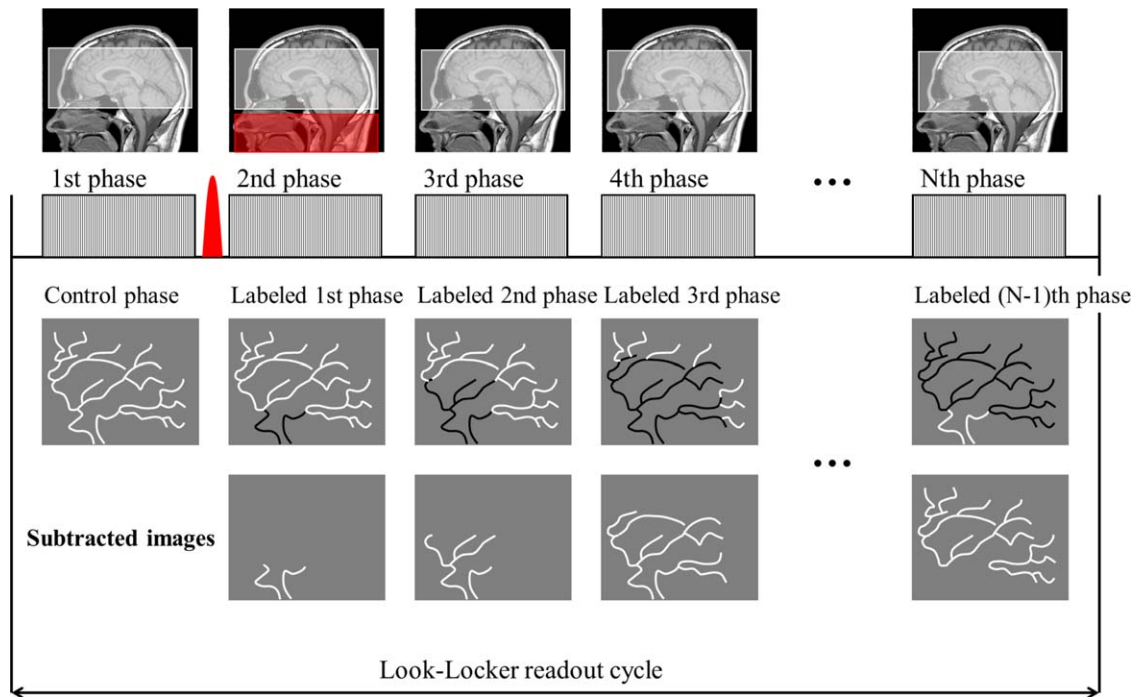 1st phase
2nd phase
3rd phase
4th phase
...
Nth phase
Control phase
Labeled 1st phase
Labeled 2nd phase
Labeled 3rd phase
Labeled (N-1)th phase
...
Subtracted images
Look-Locker readout cycle